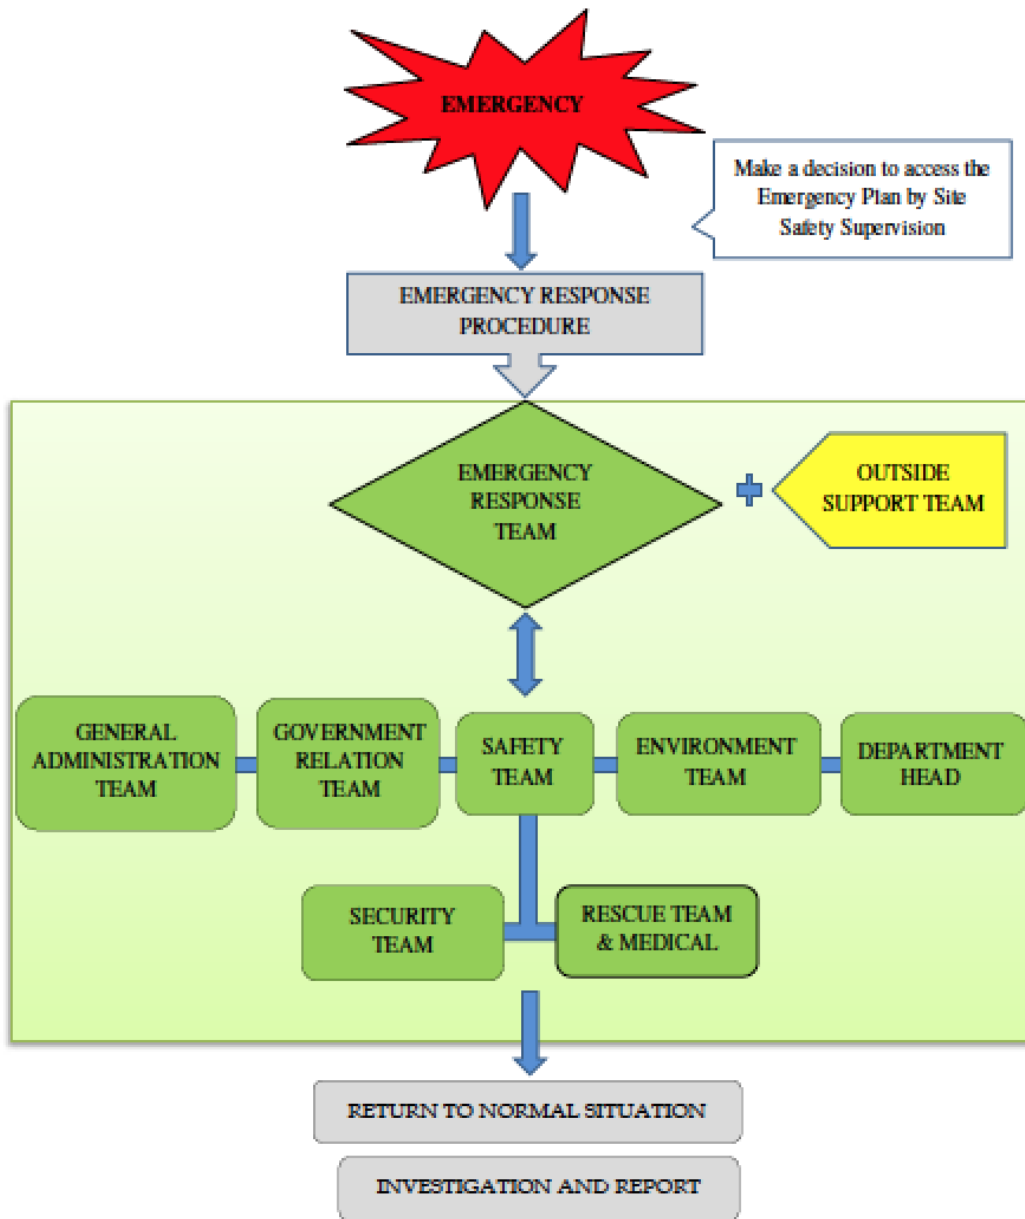 EMERGENCY
Make a decision to access the
Emergency Plan by Site
Safety Supervision
EMERGENCY RESPONSE
PROCEDURE
EMERGENCY
RESPONSE
TEAM
OUTSIDE
SUPPORT TEAM
GENERAL
ADMINISTRATION
TEAM
GOVERNMENT
RELATION
TEAM
SAFETY
TEAM
ENVIRONMENT
TEAM
DEPARTMENT
HEAD
SECURITY
TEAM
RESCUE TEAM
& MEDICAL
RETURN TO NORMAL SITUATION
INVESTIGATION AND REPORT